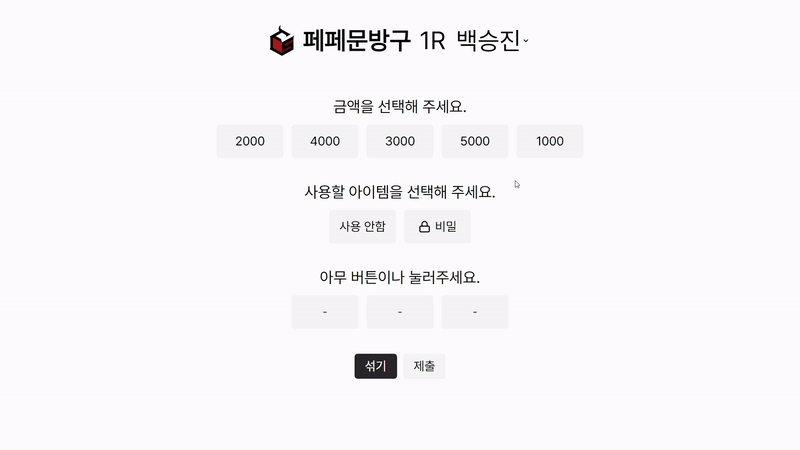 페페문방구 1R 백승진
금액을 선택해 주세요.
2000 4000 3000 5000 1000
사용할 아이템을 선택해 주세요.
사용 안함 비밀
아무 버튼이나 눌러주세요.
- - -
섞기 제출